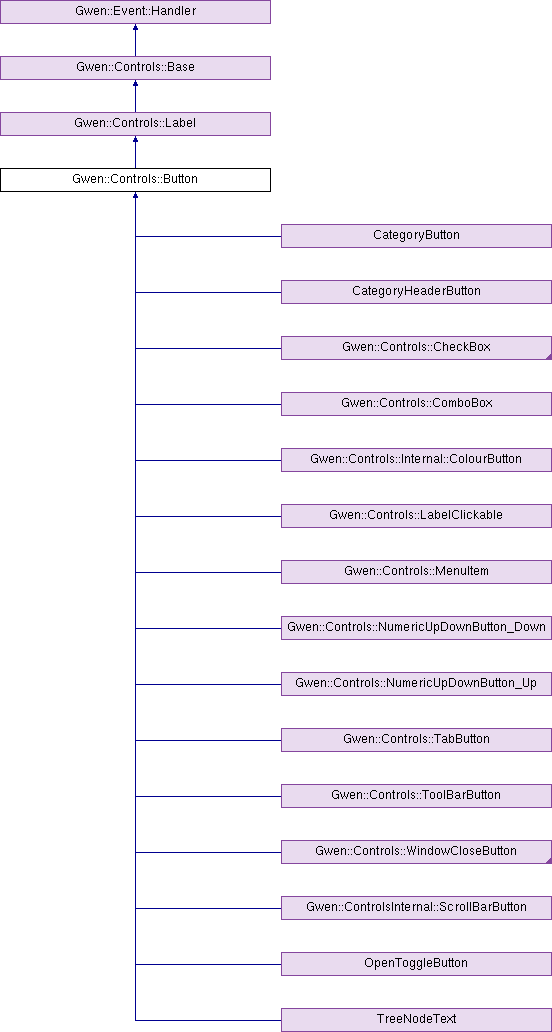 Gwen::Event::Handler
Gwen::Controls::Base
Gwen::Controls::Label
Gwen::Controls::Button
CategoryButton
CategoryHeaderButton
Gwen::Controls::CheckBox
Gwen::Controls::ComboBox
Gwen::Controls::Internal::ColourButton
Gwen::Controls::LabelClickable
Gwen::Controls::MenuItem
Gwen::Controls::NumericUpDownButton_Down
Gwen::Controls::NumericUpDownButton_Up
Gwen::Controls::TabButton
Gwen::Controls::ToolBarButton
Gwen::Controls::WindowCloseButton
Gwen::ControlsInternal::ScrollBarButton
OpenToggleButton
TreeNodeText